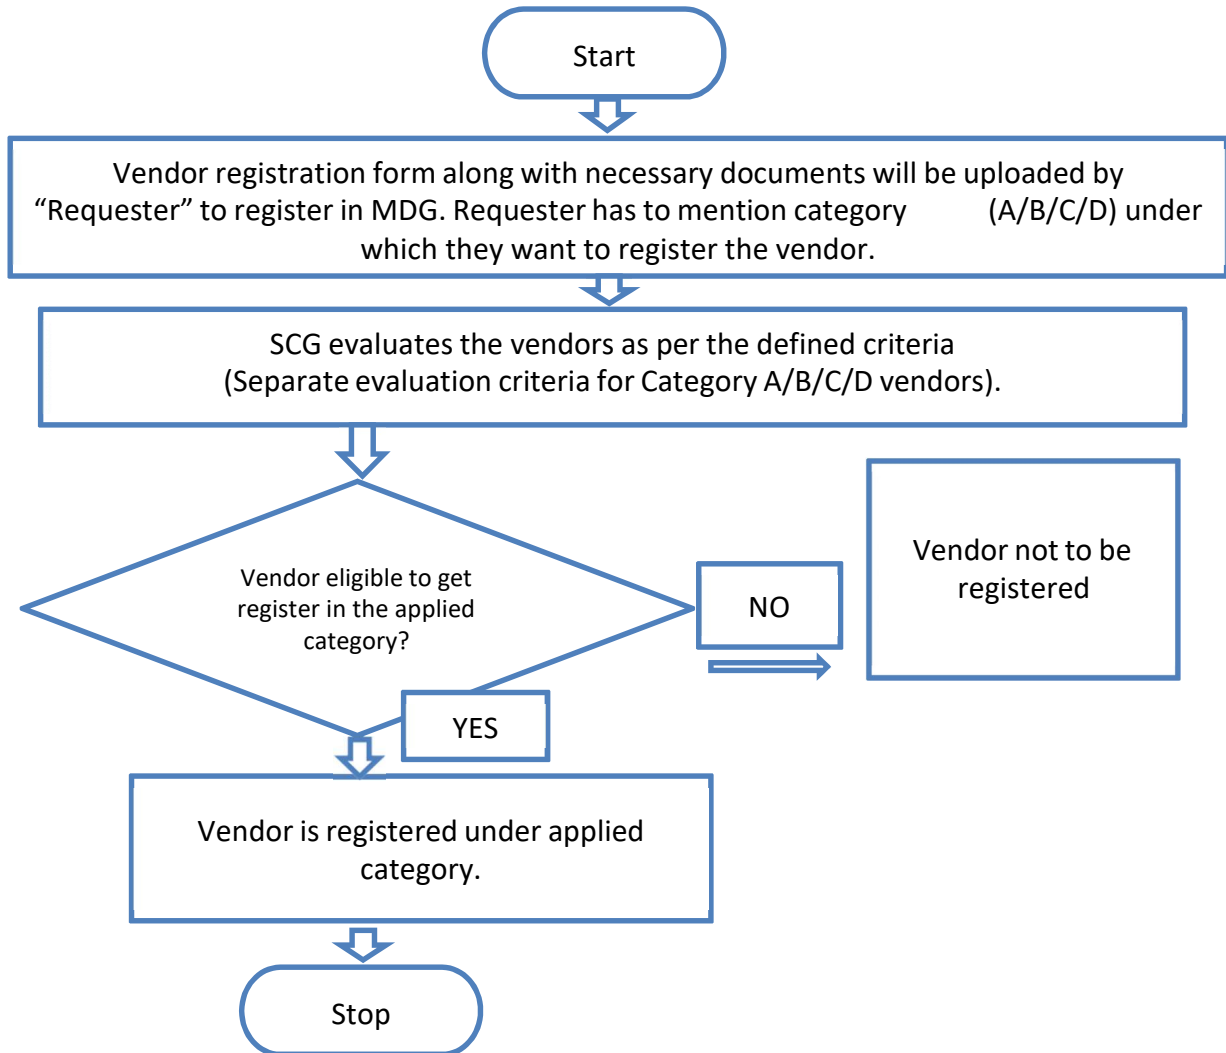 Start
Vendor registration form along with necessary documents will be uploaded by
“Requester” to register in MDG. Requester has to mention category (A/B/C/D) under
which they want to register the vendor.
SCG evaluates the vendors as per the defined criteria
(Separate evaluation criteria for Category A/B/C/D vendors).
Vendor eligible to get
register in the applied
category?
NO
Vendor not to be
registered
YES
Vendor is registered under applied
category.
Stop